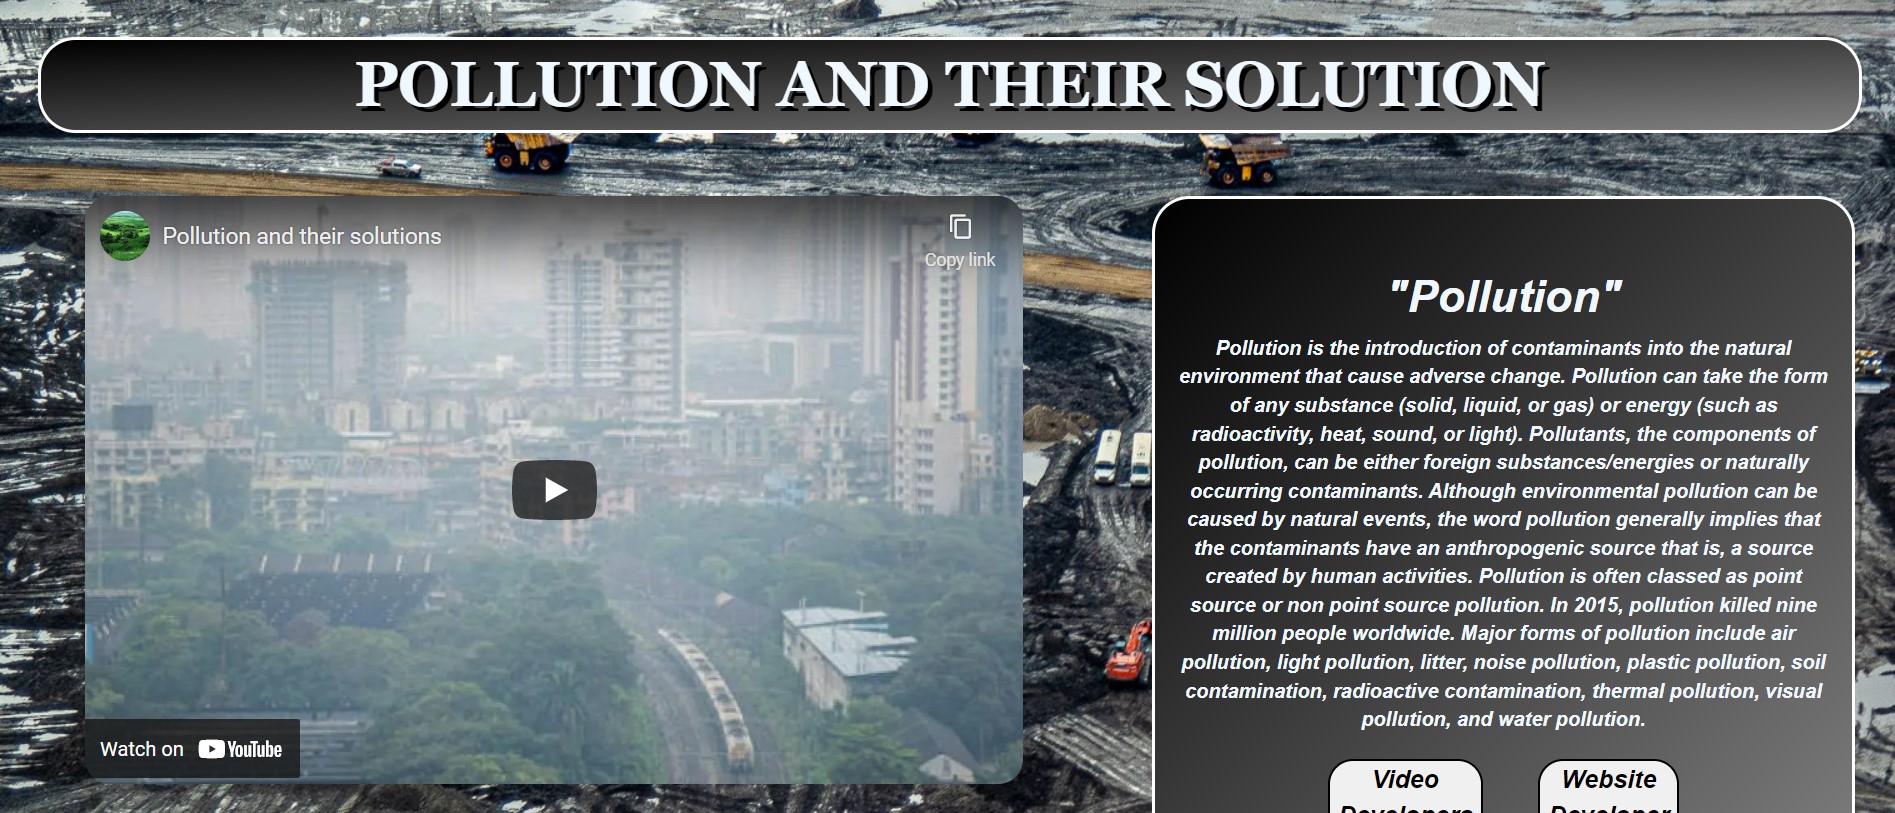 POLLUTION AND THEIR SOLUTION
Pollution and their solutions
Copy link
Watch on YouTube
"Pollution"
Pollution is the introduction of contaminants into the natural
environment that cause adverse change. Pollution can take the form
of any substance (solid, liquid, or gas) or energy (such as
radioactivity, heat, sound, or light). Pollutants, the components of
pollution, can be either foreign substances/energies or naturally
occurring contaminants. Although environmental pollution can be
caused by natural events, the word pollution generally implies that
the contaminants have an anthropogenic source that is, a source
created by human activities. Pollution is often classed as point
source or non point source pollution. In 2015, pollution killed nine
million people worldwide. Major forms of pollution include air
pollution, light pollution, litter, noise pollution, plastic pollution, soil
contamination, radioactive contamination, thermal pollution, visual
pollution, and water pollution.
Video
Developers
Website
Developer